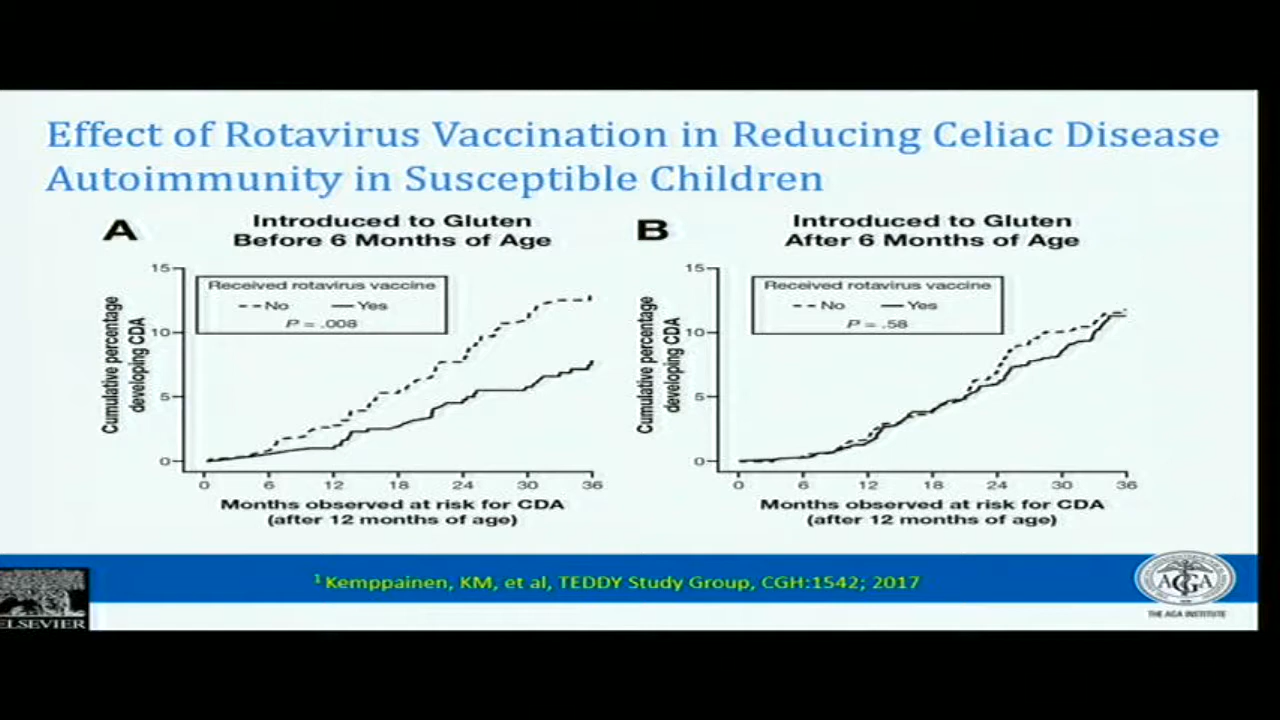 Effect of Rotavirus Vaccination in Reducing Celiac Disease
Autoimmunity in Susceptible Children
A
Introduced to Gluten
Before 6 Months of Age
Received rotavirus vaccine
No Yes
P = .008
15
10
5
0
Cumulative percentage
developing CDA
0 6 12 18 24 30 36
Months observed at risk for CDA
(after 12 months of age)
B
Introduced to Gluten
After 6 Months of Age
Received rotavirus vaccine
No Yes
P = .58
15
10
5
0
Cumulative percentage
developing CDA
0 6 12 18 24 30 36
Months observed at risk for CDA
(after 12 months of age)
1 Kemppainen, KM, et al, TEDDY Study Group, CGH:1542; 2017
ELSEVIER
AGA
THE AGA INSTITUTE